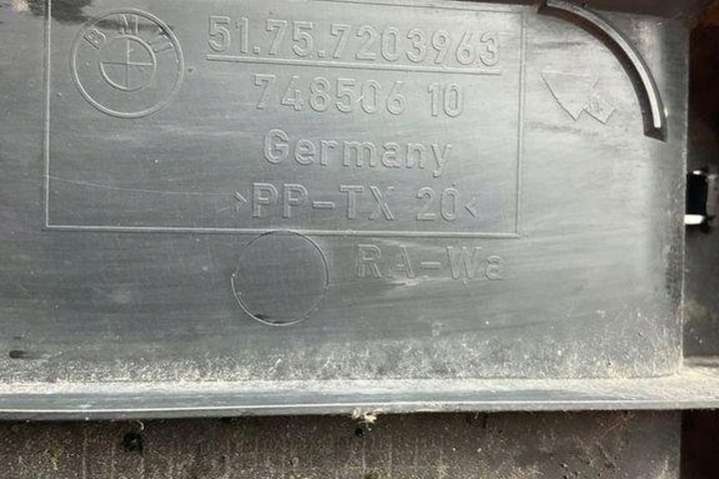 BMW
51.75.7203963
748506 10
Germany
>PP-TX 20<
RA-Wa